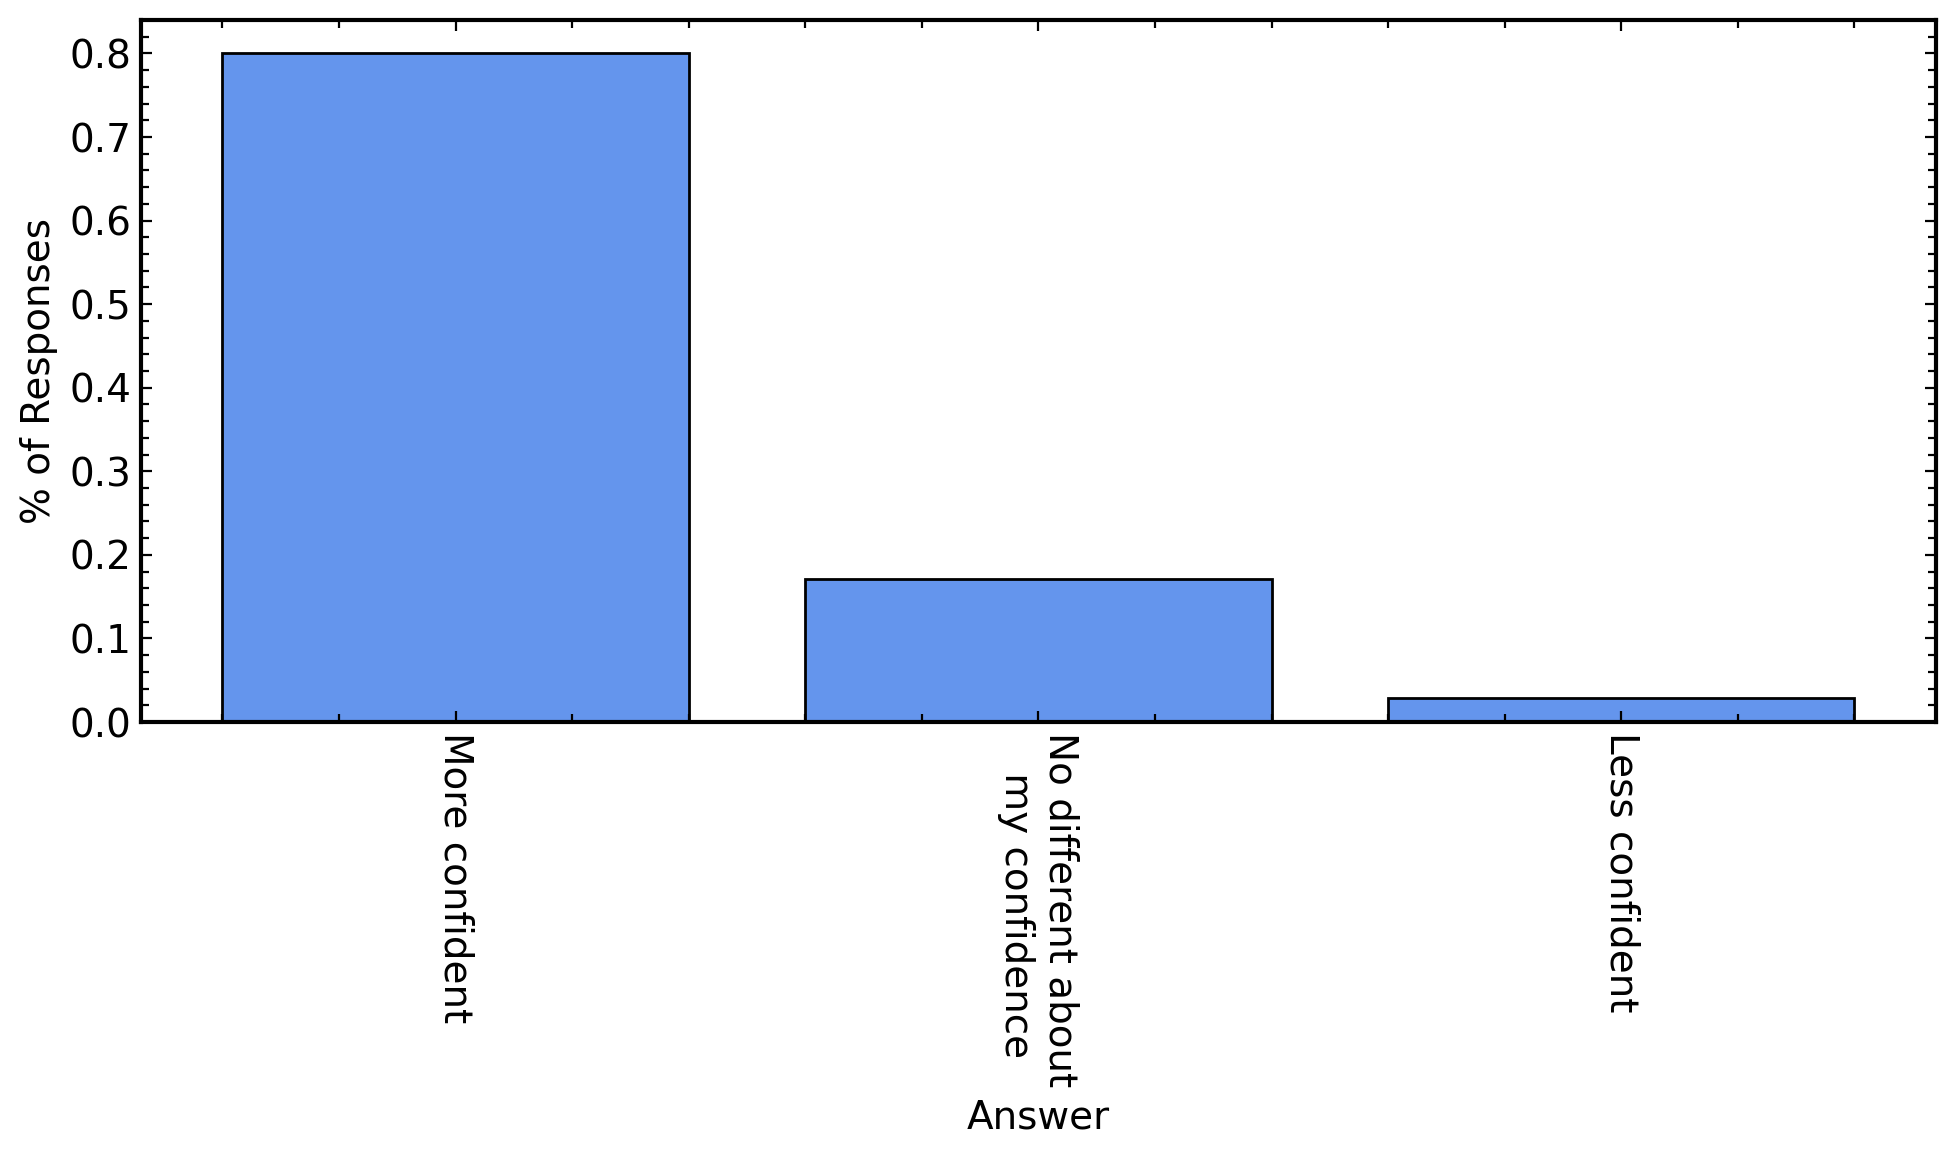 % of Responses
0.8
0.7
0.6
0.5
0.4
0.3
0.2
0.1
0.0
More confident
No different about
my confidence
Less confident
Answer